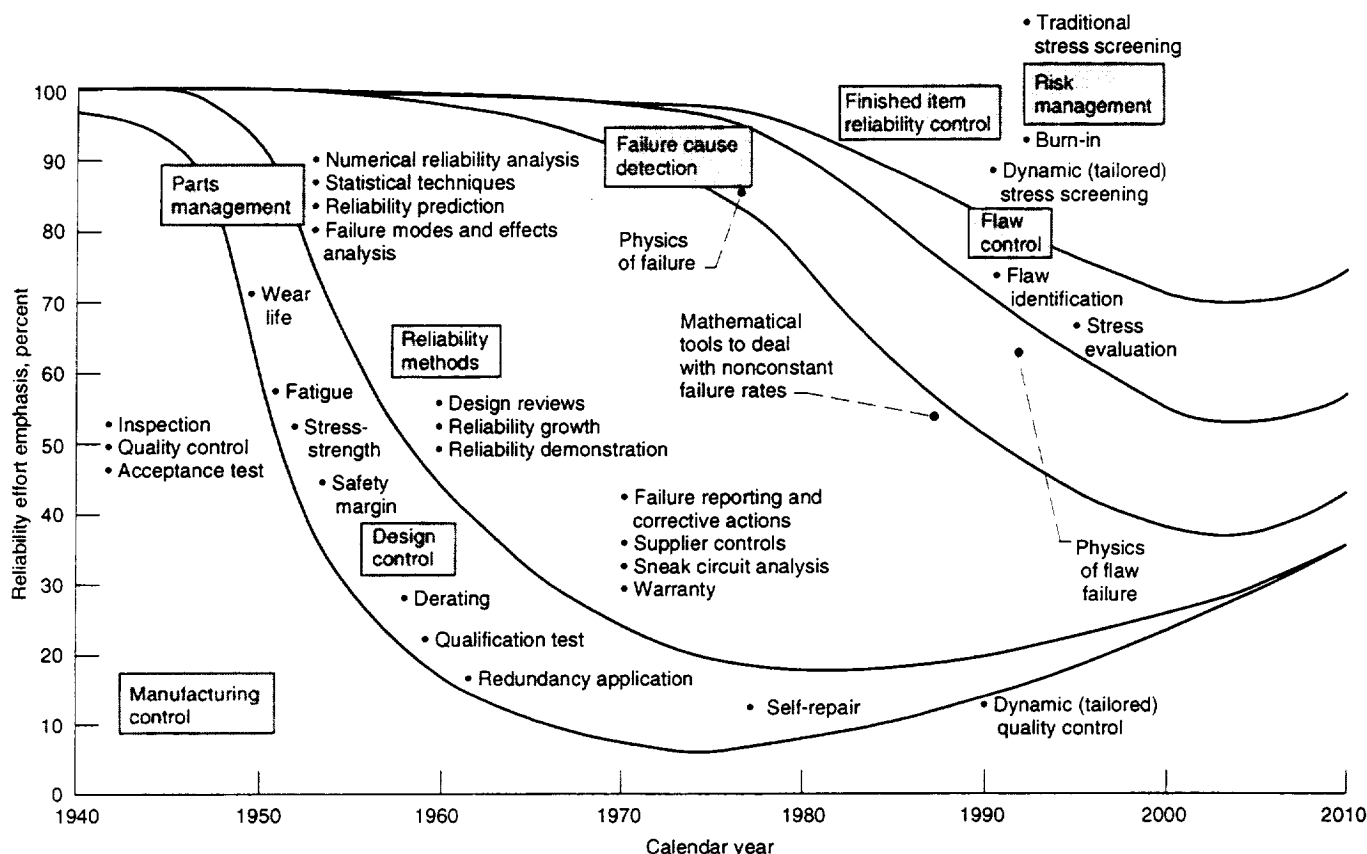 • Traditional
stress screening
Risk
management
• Burn-in
• Dynamic (tailored)
stress screening
Finished item
reliability control
Failure cause
detection
Parts
management
• Numerical reliability analysis
• Statistical techniques
• Reliability prediction
• Failure modes and effects
analysis
Physics
of failure
Flaw
control
• Flaw
identification
• Stress
evaluation
• Wear
life
Reliability
methods
Mathematical
tools to deal
with nonconstant
failure rates
• Fatigue
• Stress-
strength
• Safety
margin
• Design reviews
• Reliability growth
• Reliability demonstration
• Inspection
• Quality control
• Acceptance test
• Failure reporting and
corrective actions
• Supplier controls
• Sneak circuit analysis
• Warranty
Design
control
Physics
of flaw
failure
• Derating
• Qualification test
• Redundancy application
• Self-repair
• Dynamic (tailored)
quality control
Manufacturing
control
Reliability effort emphasis, percent
100
90
80
70
60
50
40
30
20
10
0
1940
1950
1960
1970
1980
1990
2000
2010
Calendar year